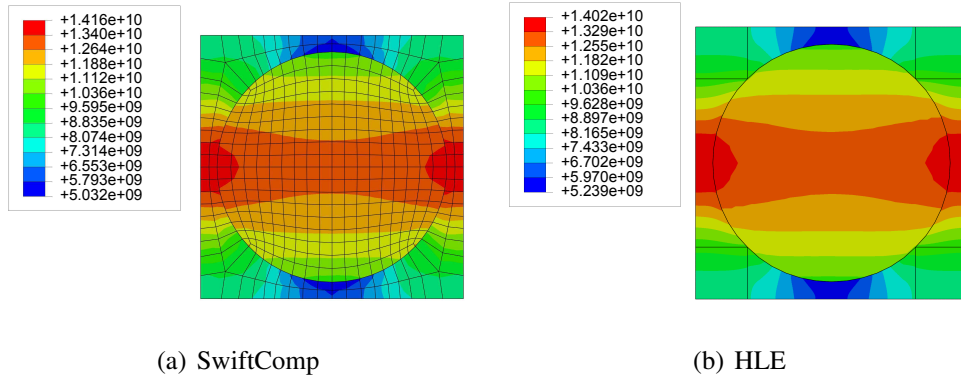 +1.416e+10
+1.340e+10
+1.264e+10
+1.188e+10
+1.112e+10
+1.036e+10
+9.595e+09
+8.835e+09
+8.074e+09
+7.314e+09
+6.553e+09
+5.793e+09
+5.032e+09
+1.402e+10
+1.329e+10
+1.255e+10
+1.182e+10
+1.109e+10
+1.036e+10
+9.628e+09
+8.897e+09
+8.165e+09
+7.433e+09
+6.702e+09
+5.970e+09
+5.239e+09
(a) SwiftComp
(b) HLE